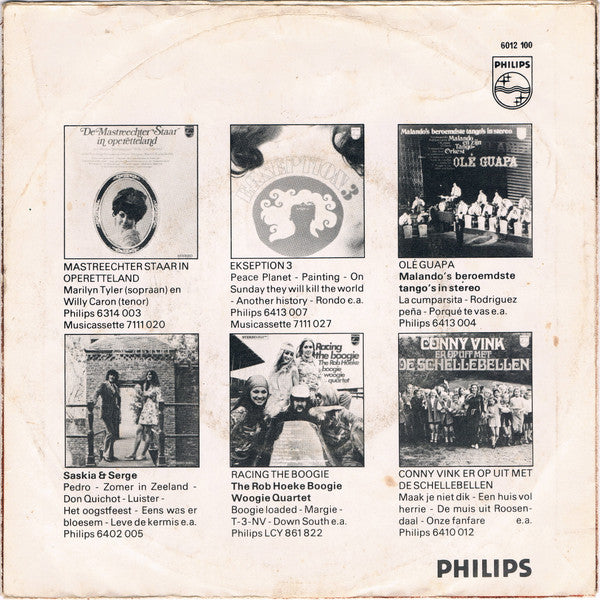 6012 100
PHILIPS
De Mastreechter Staar
in operetteland
EKSEPTION 3
Malando's beroemdste tango's in stereo
Malando
en zijn
Tango-
Orkest
OLÉ GUAPA
MASTREECHTER STAAR IN
OPERETTELAND
Marilyn Tyler (sopraan) en
Willy Caron (tenor)
Philips 6314 003
Musicassette 7111 020
EKSEPTION 3
Peace Planet - Painting - On
Sunday they will kill the world
- Another history - Rondo e.a.
Philips 6413 007
Musicassette 7111 027
OLÉ GUAPA
Malando's beroemdste
tango's in stereo
La cumparsita - Rodriguez
peña - Porqué te vas e.a.
Philips 6413 004
Racing
the boogie
The Rob Hoeke
boogie
woogie
quartet
CONNY VINK
ER OP UIT MET
DE SCHELLEBELLEN
Saskia & Serge
Pedro - Zomer in Zeeland -
Don Quichot - Luister -
Het oogstfeest - Eens was er
bloesem - Leve de kermis e.a.
Philips 6402 005
RACING THE BOOGIE
The Rob Hoeke Boogie
Woogie Quartet
Boogie loaded - Margie -
T-3-NV - Down South e.a.
Philips LCY 861 822
CONNY VINK ER OP UIT MET
DE SCHELLEBELLEN
Maak je niet dik - Een huis vol
herrie - De muis uit Roosen-
daal - Onze fanfare e.a.
Philips 6410 012
PHILIPS